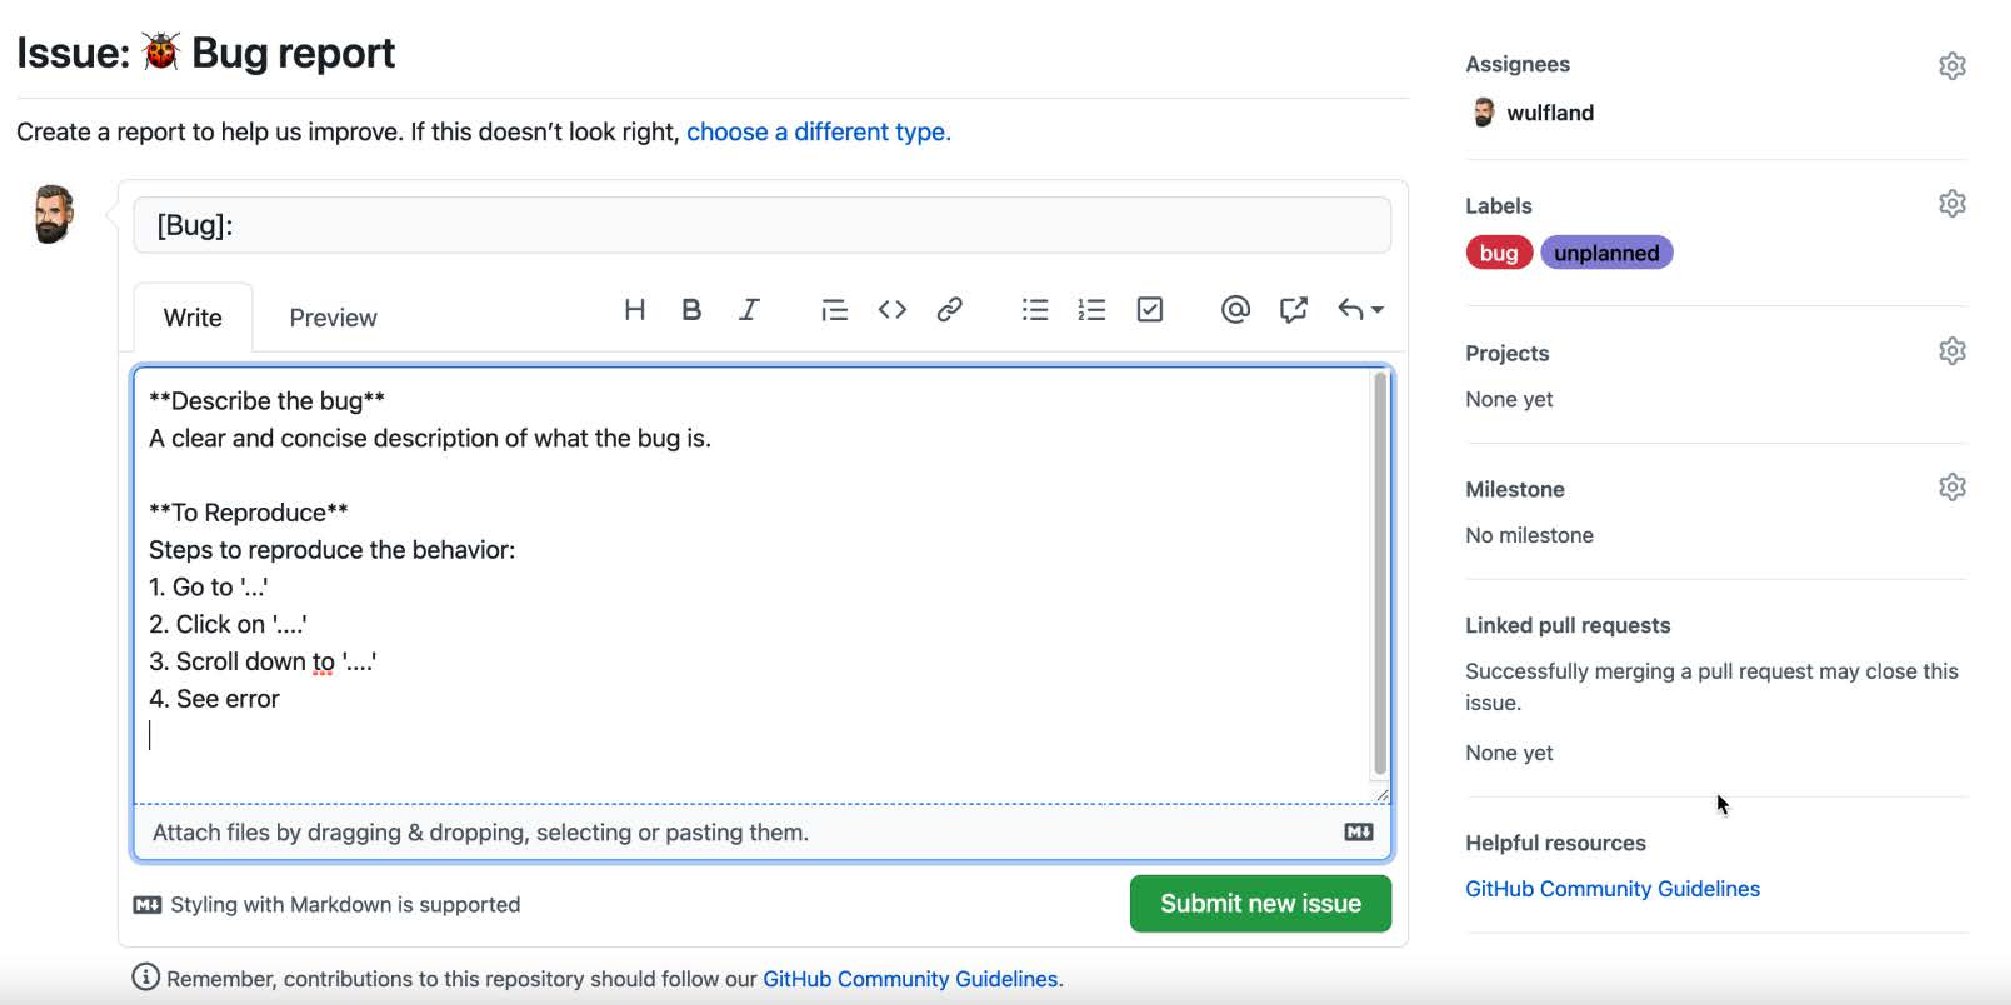 Issue: 🐞 Bug report
Create a report to help us improve. If this doesn’t look right, choose a different type.
[Bug]:
Write Preview
**Describe the bug**
A clear and concise description of what the bug is.
**To Reproduce**
Steps to reproduce the behavior:
1. Go to '...'
2. Click on '....'
3. Scroll down to '....'
4. See error
Attach files by dragging & dropping, selecting or pasting them.
Styling with Markdown is supported
Submit new issue
Remember, contributions to this repository should follow our GitHub Community Guidelines.
Assignees
wulfland
Labels
bug unplanned
Projects
None yet
Milestone
No milestone
Linked pull requests
Successfully merging a pull request may close this
issue.
None yet
Helpful resources
GitHub Community Guidelines